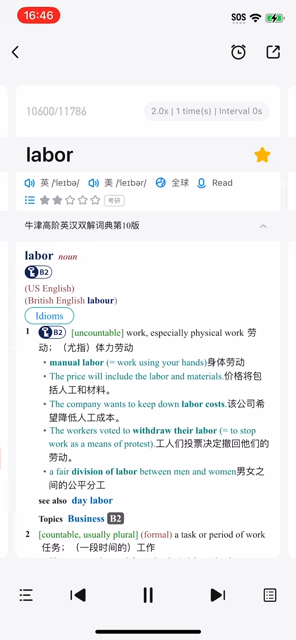 16:46
SOS
10600/11786
2.0x | 1 time(s) | Interval 0s
labor
英 /'leɪbə/ 美 /'leɪbər/ 全球 Read
考研
牛津高阶英汉双解词典第10版
labor noun
B2
(US English)
(British English labour)
Idioms
1 B2 [uncountable] work, especially physical work 劳
动；（尤指）体力劳动
• manual labor (= work using your hands)身体劳动
• The price will include the labor and materials.价格将包
括人工和材料。
• The company wants to keep down labor costs.该公司希
望降低人工成本。
• The workers voted to withdraw their labor (= to stop
work as a means of protest).工人们投票决定撤回他们的
劳动。
• a fair division of labor between men and women男女之
间的公平分工
see also day labor
Topics Business B2
2 [countable, usually plural] (formal) a task or period of work
任务；（一段时间的）工作